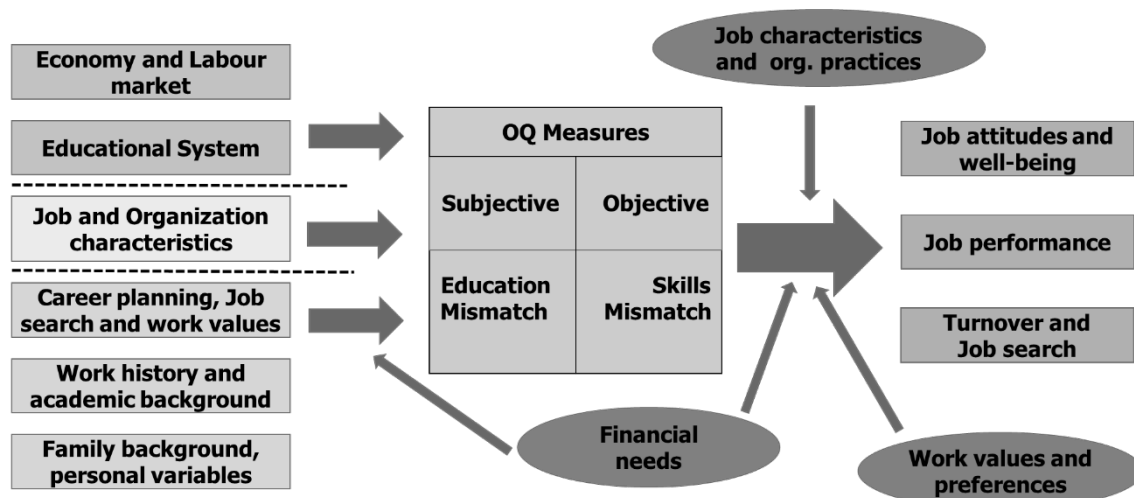 Economy and Labour
market
Educational System
Job and Organization
characteristics
Career planning, Job
search and work values
Work history and
academic background
Family background,
personal variables
OQ Measures
Subjective
Objective
Education
Mismatch
Skills
Mismatch
Job characteristics
and org. practices
Financial
needs
Work values and
preferences
Job attitudes and
well-being
Job performance
Turnover and
Job search